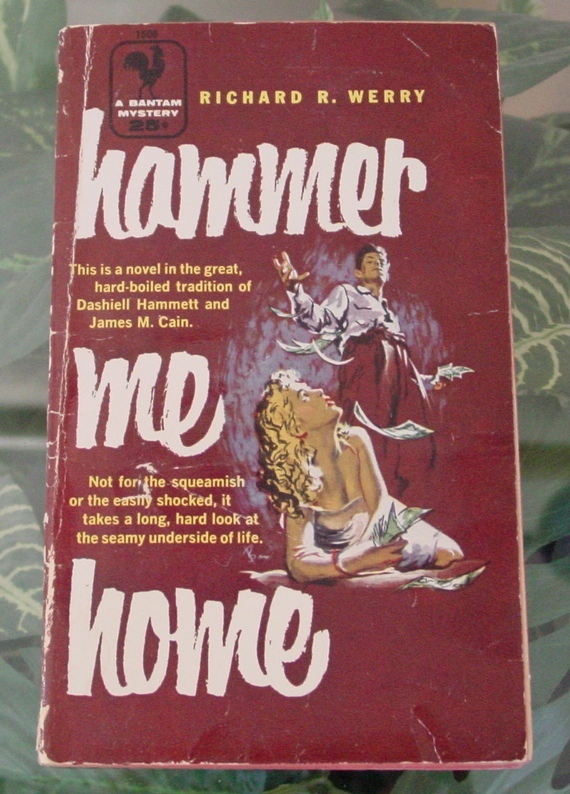 1506
A BANTAM
MYSTERY
25¢
RICHARD R. WERRY
hammer
This is a novel in the great,
hard-boiled tradition of
Dashiell Hammett and
James M. Cain.
me
Not for the squeamish
or the easily shocked, it
takes a long, hard look at
the seamy underside of life.
home